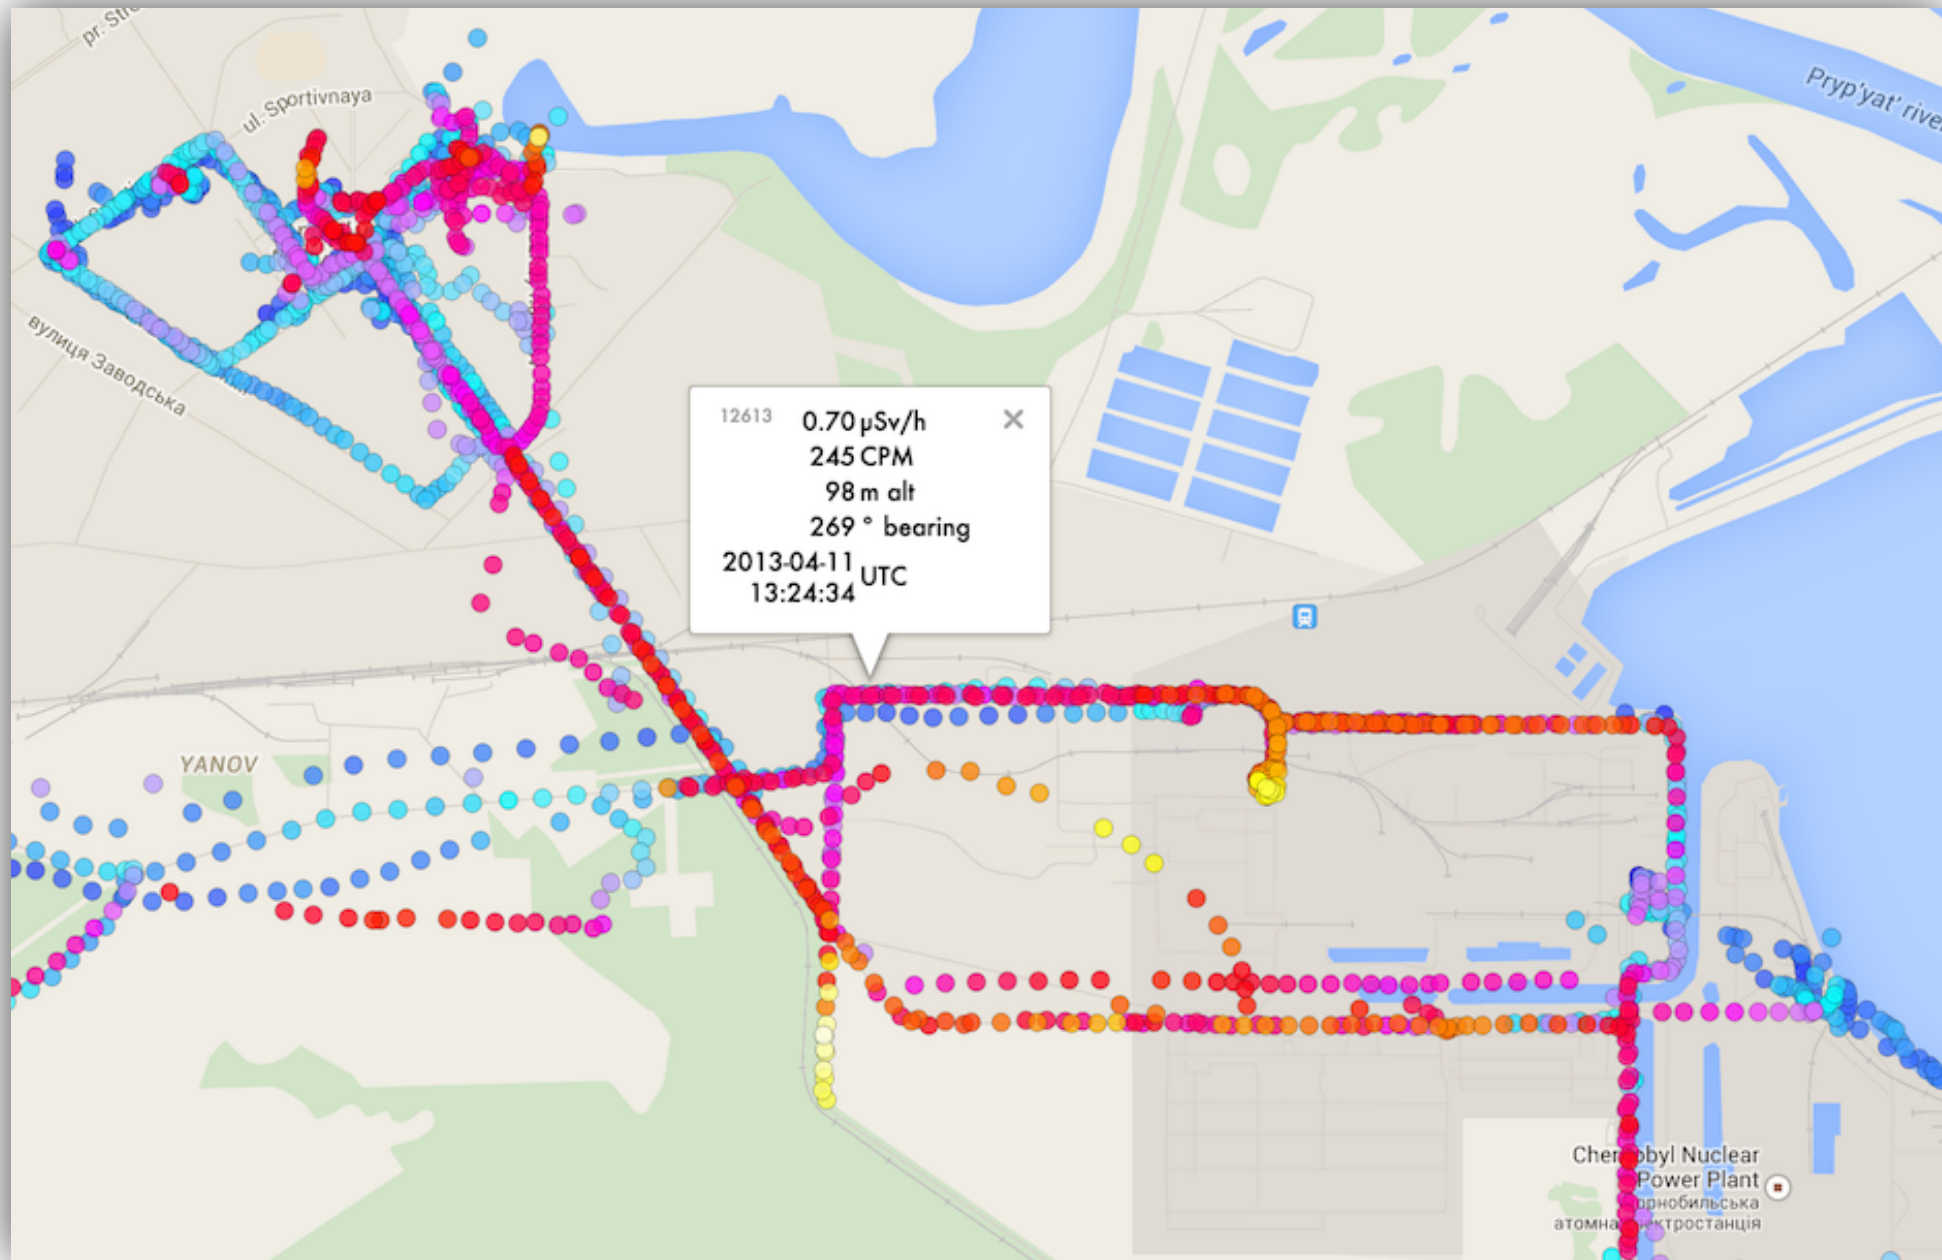 pr. Str
ul. Sportivnaya
Pryp'yat' rive
вулиця Заводська
12613 0.70 µSv/h ×
245 CPM
98 m alt
269 ° bearing
2013-04-11
13:24:34 UTC
YANOV
Chernobyl Nuclear
Power Plant
орнобильська
атомна електростанція